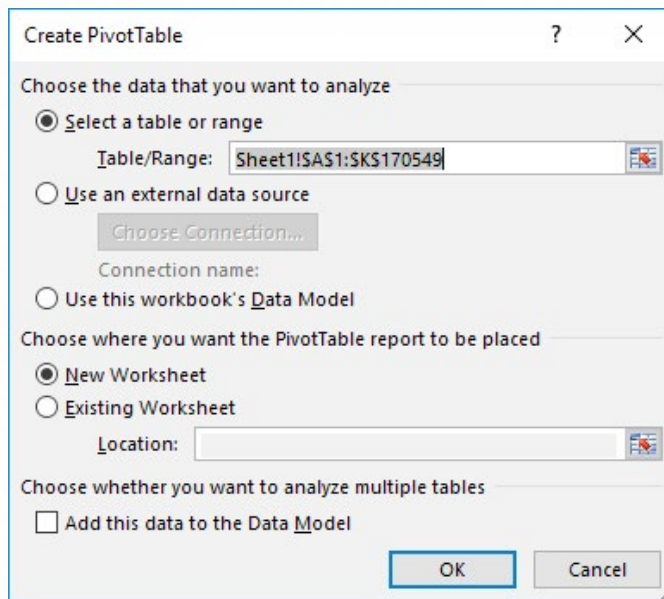 Create PivotTable ? ×
Choose the data that you want to analyze
Select a table or range
Table/Range: Sheet1!$A$1:$K$170549
Use an external data source
Choose Connection...
Connection name:
Use this workbook's Data Model
Choose where you want the PivotTable report to be placed
New Worksheet
Existing Worksheet
Location:
Choose whether you want to analyze multiple tables
Add this data to the Data Model
OK Cancel